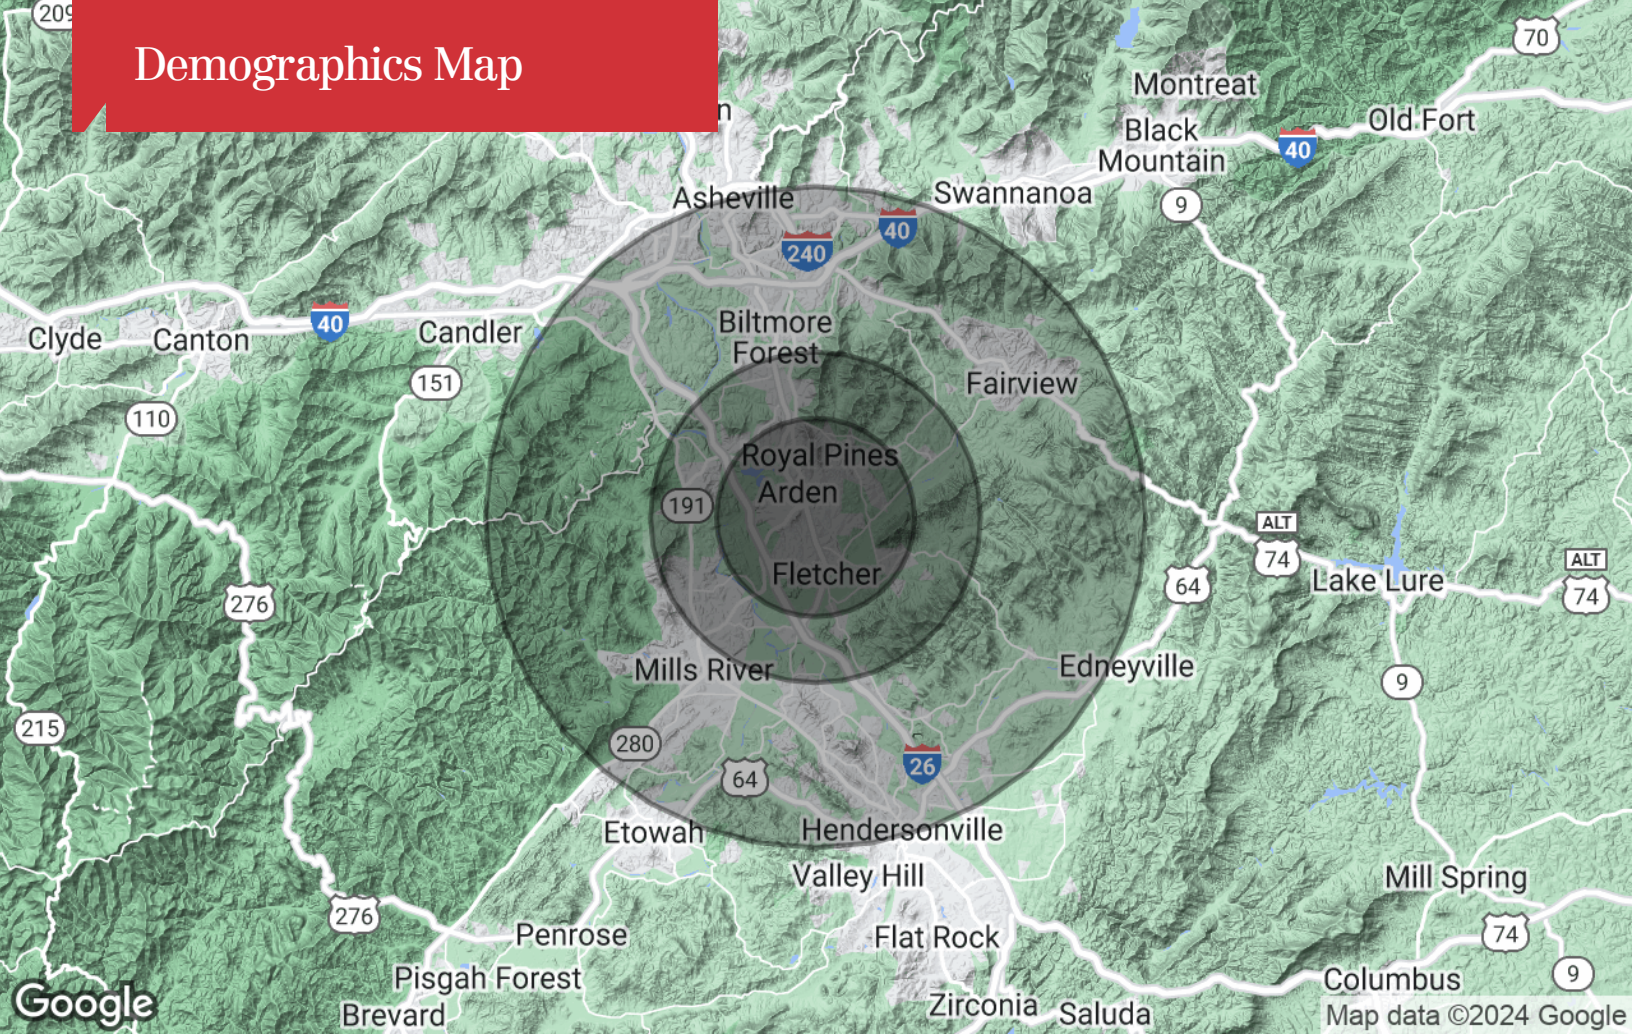 209
Demographics Map
70
Montreat
Old Fort
Black
Mountain
40
Asheville
Swannanoa
9
40
240
40
Clyde
Canton
Candler
Biltmore
Forest
Fairview
151
110
Royal Pines
Arden
191
ALT
74
ALT
74
Fletcher
64
Lake Lure
276
Mills River
Edneyville
9
215
280
64
26
Etowah
Hendersonville
Valley Hill
Mill Spring
276
Penrose
Flat Rock
74
Pisgah Forest
Columbus
9
Google
Brevard
Zirconia
Saluda
Map data ©2024 Google